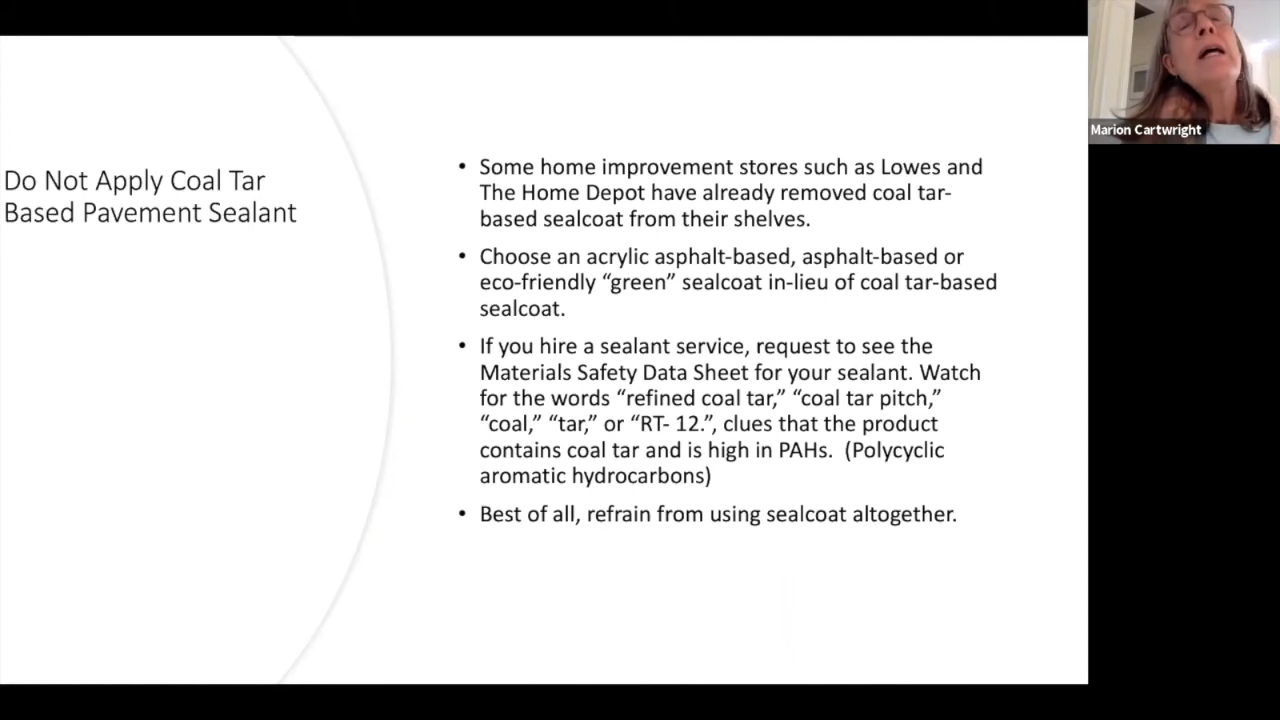 Do Not Apply Coal Tar
Based Pavement Sealant
• Some home improvement stores such as Lowes and
The Home Depot have already removed coal tar-
based sealcoat from their shelves.
• Choose an acrylic asphalt-based, asphalt-based or
eco-friendly “green” sealcoat in-lieu of coal tar-based
sealcoat.
• If you hire a sealant service, request to see the
Materials Safety Data Sheet for your sealant. Watch
for the words “refined coal tar,” “coal tar pitch,”
“coal,” “tar,” or “RT- 12.”, clues that the product
contains coal tar and is high in PAHs.  (Polycyclic
aromatic hydrocarbons)
• Best of all, refrain from using sealcoat altogether.
Marion Cartwright